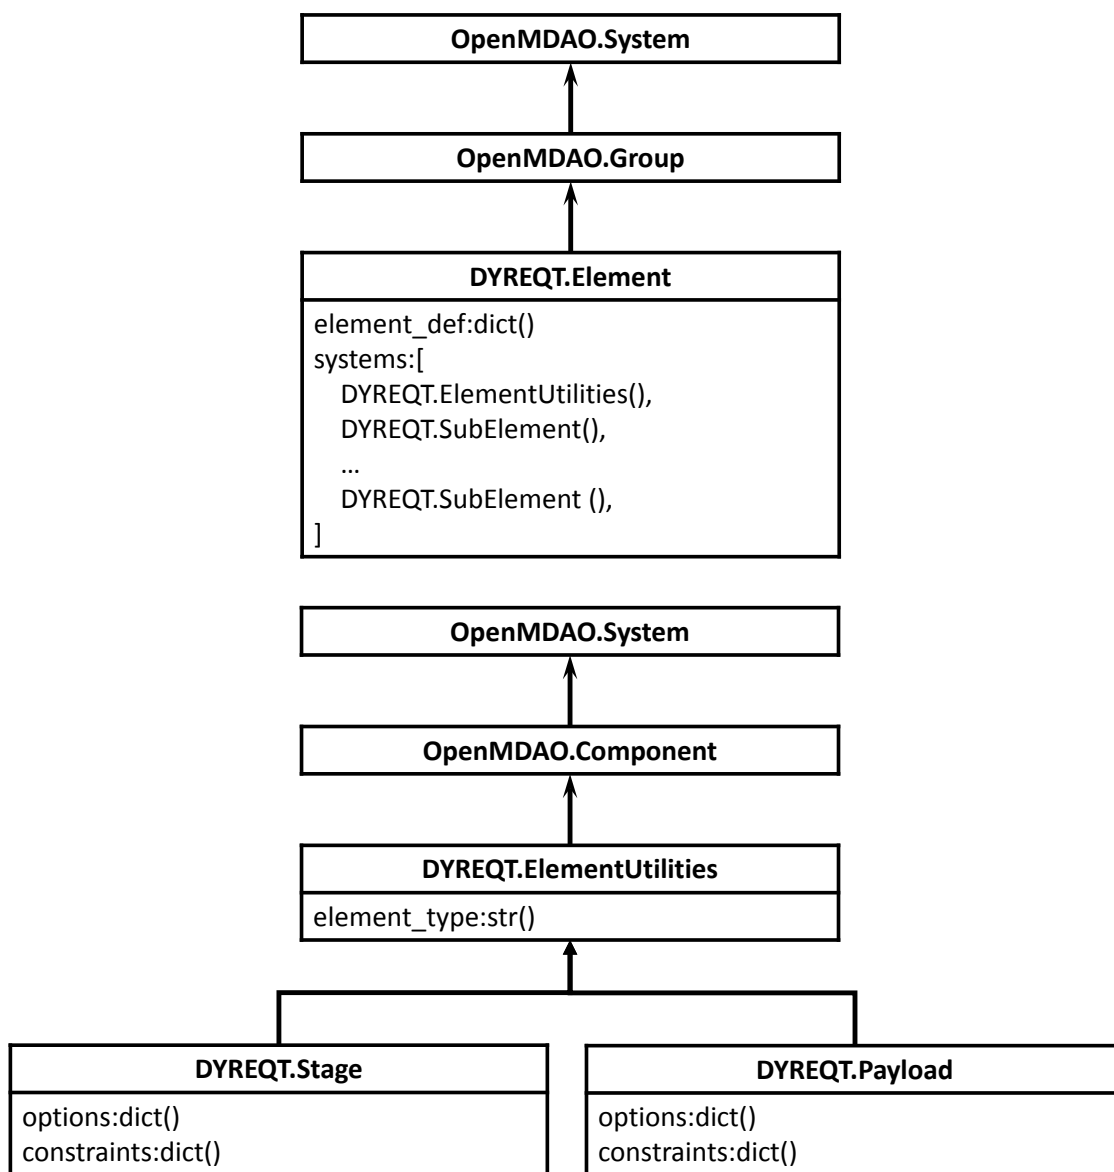 OpenMDAO.System
OpenMDAO.Group
DYREQT.Element
element_def:dict()
systems:[
DYREQT.ElementUtilities(),
DYREQT.SubElement(),
...
DYREQT.SubElement (),
]
OpenMDAO.System
OpenMDAO.Component
DYREQT.ElementUtilities
element_type:str()
DYREQT.Stage
options:dict()
constraints:dict()
DYREQT.Payload
options:dict()
constraints:dict()